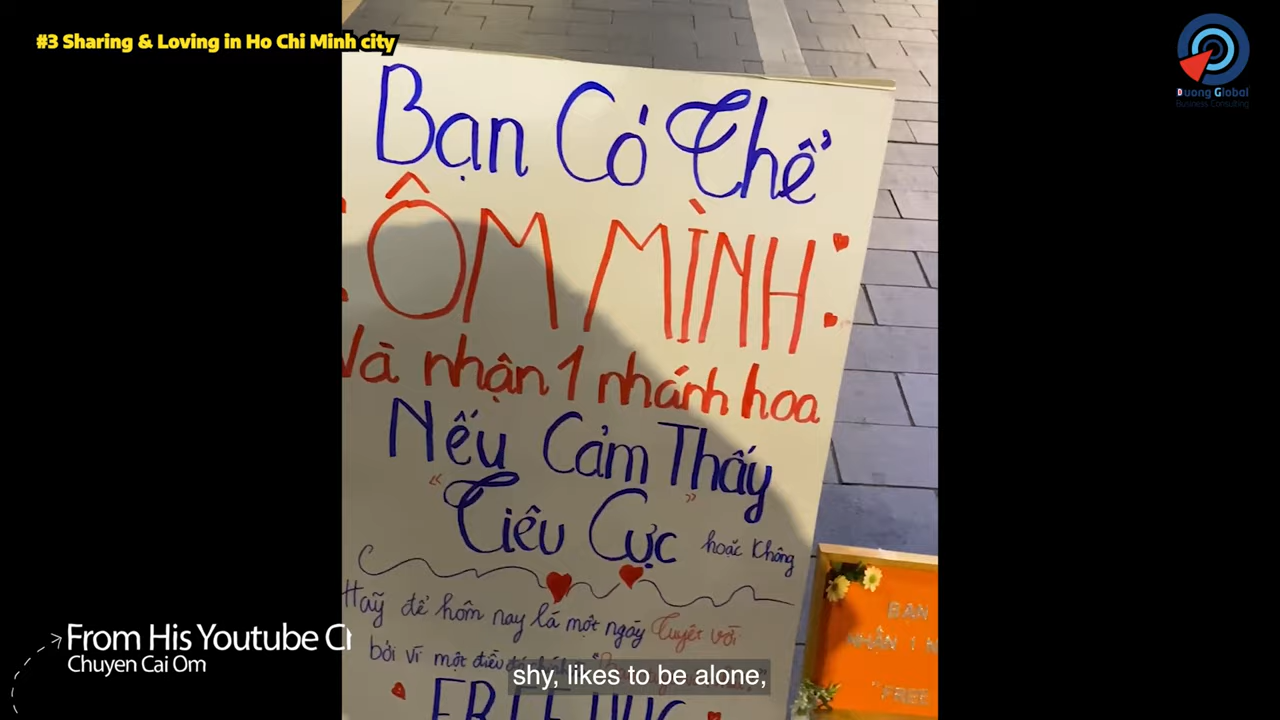 #3 Sharing & Loving in Ho Chi Minh city
Duong Global
Business Consulting
Bạn Có Thể
ÔM MÌNH
Và nhận 1 nhánh hoa
Nếu Cảm Thấy
"Tiêu Cực" hoặc Không
Hãy để hôm nay là một ngày Tuyệt vời
bởi vì một điều
FREE HUG
BẠN
NHẬN 1
"FREE
From His Youtube C
Chuyen Cai Om
shy, likes to be alone,